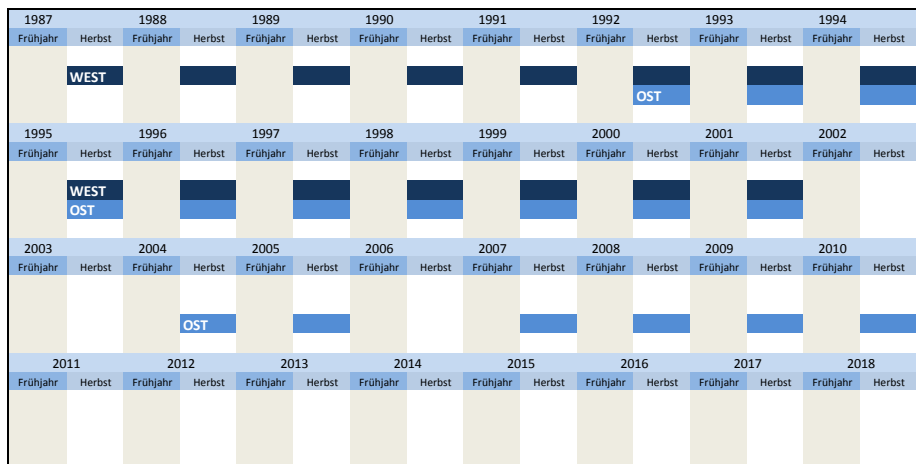 1987 1988 1989 1990 1991 1992 1993 1994
Frühjahr Herbst Frühjahr Herbst Frühjahr Herbst Frühjahr Herbst Frühjahr Herbst Frühjahr Herbst Frühjahr Herbst Frühjahr Herbst
WEST
OST
1995 1996 1997 1998 1999 2000 2001 2002
Frühjahr Herbst Frühjahr Herbst Frühjahr Herbst Frühjahr Herbst Frühjahr Herbst Frühjahr Herbst Frühjahr Herbst Frühjahr Herbst
WEST
OST
2003 2004 2005 2006 2007 2008 2009 2010
Frühjahr Herbst Frühjahr Herbst Frühjahr Herbst Frühjahr Herbst Frühjahr Herbst Frühjahr Herbst Frühjahr Herbst Frühjahr Herbst
OST
2011 2012 2013 2014 2015 2016 2017 2018
Frühjahr Herbst Frühjahr Herbst Frühjahr Herbst Frühjahr Herbst Frühjahr Herbst Frühjahr Herbst Frühjahr Herbst Frühjahr Herbst